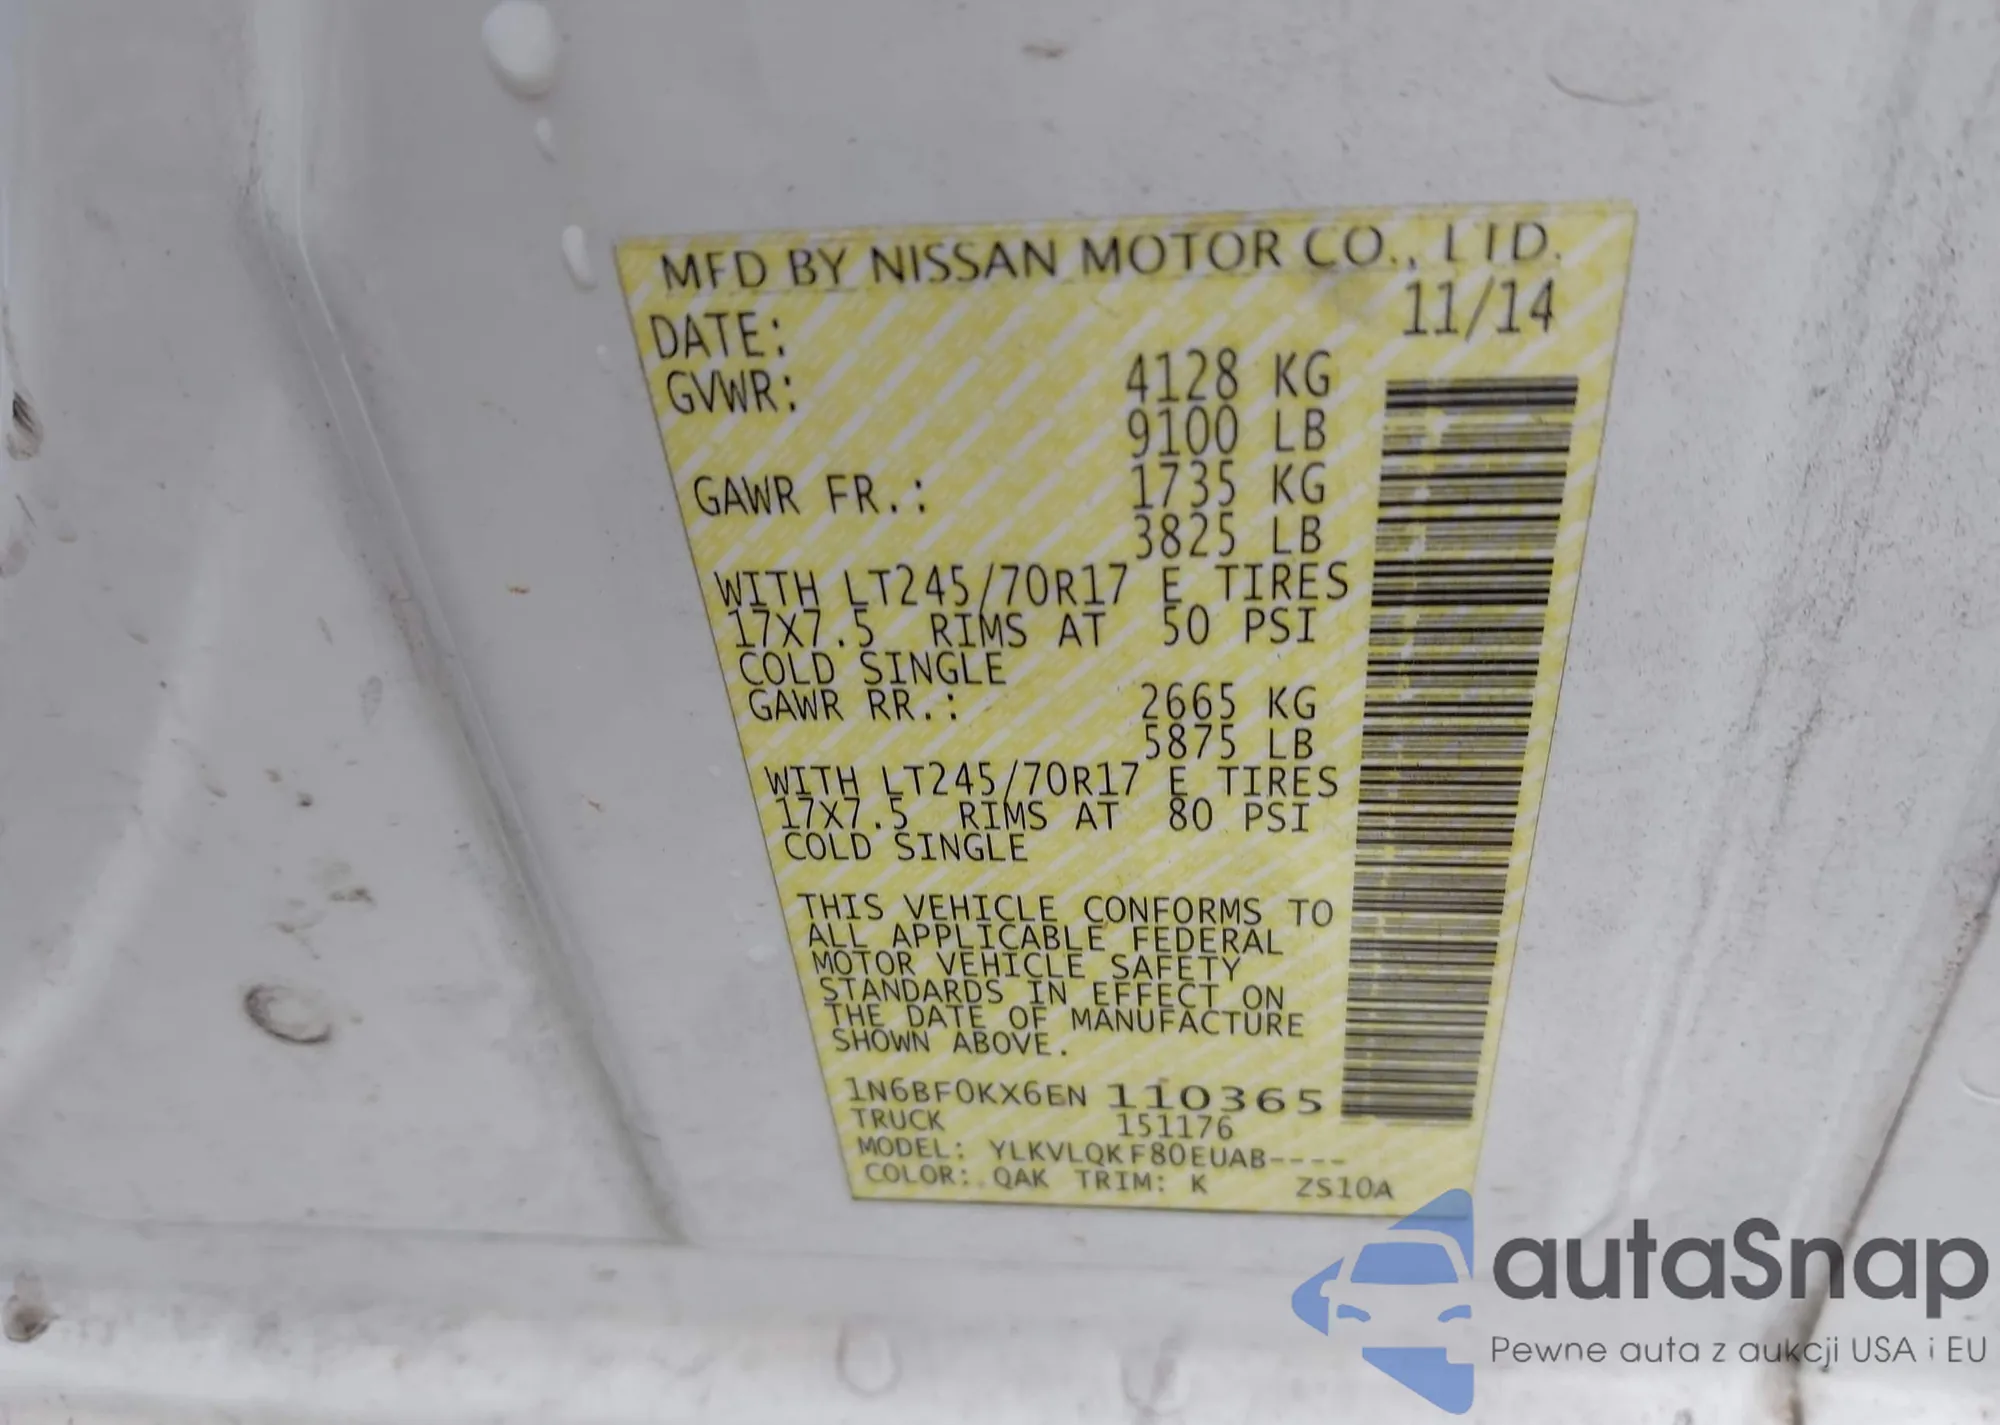 MFD BY NISSAN MOTOR CO., LTD.
DATE: 11/14
GVWR: 4128 KG
9100 LB
GAWR FR.: 1735 KG
3825 LB
WITH LT245/70R17 E TIRES
17X7.5 RIMS AT 50 PSI
COLD SINGLE
GAWR RR.: 2665 KG
5875 LB
WITH LT245/70R17 E TIRES
17X7.5 RIMS AT 80 PSI
COLD SINGLE
THIS VEHICLE CONFORMS TO
ALL APPLICABLE FEDERAL
MOTOR VEHICLE SAFETY
STANDARDS IN EFFECT ON
THE DATE OF MANUFACTURE
SHOWN ABOVE.
1N6BF0KX6EN 110365
TRUCK 151176
MODEL: YLKVLQKF80EUAB----
COLOR: QAK TRIM: K ZS10A
autaSnap
Pewne auta z aukcji USA i EU